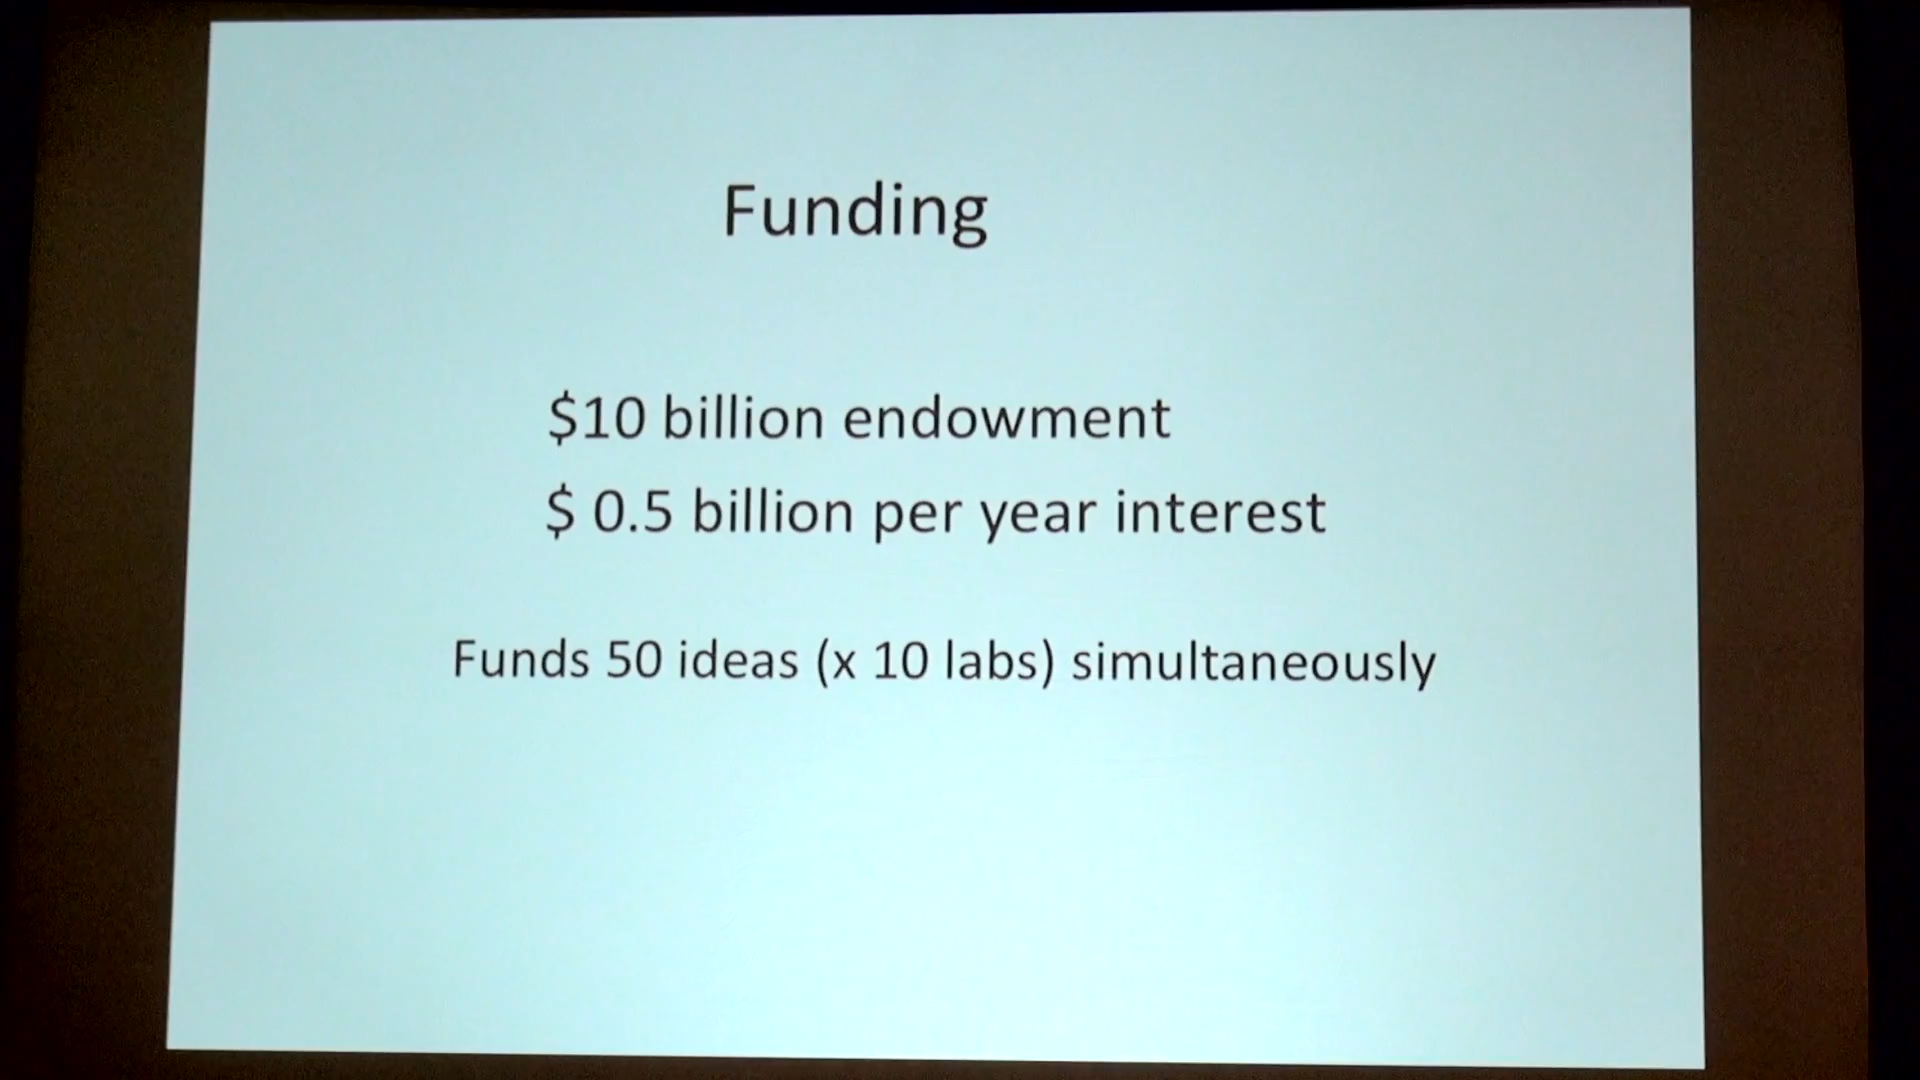 Funding
$10 billion endowment
$ 0.5 billion per year interest
Funds 50 ideas (x 10 labs) simultaneously